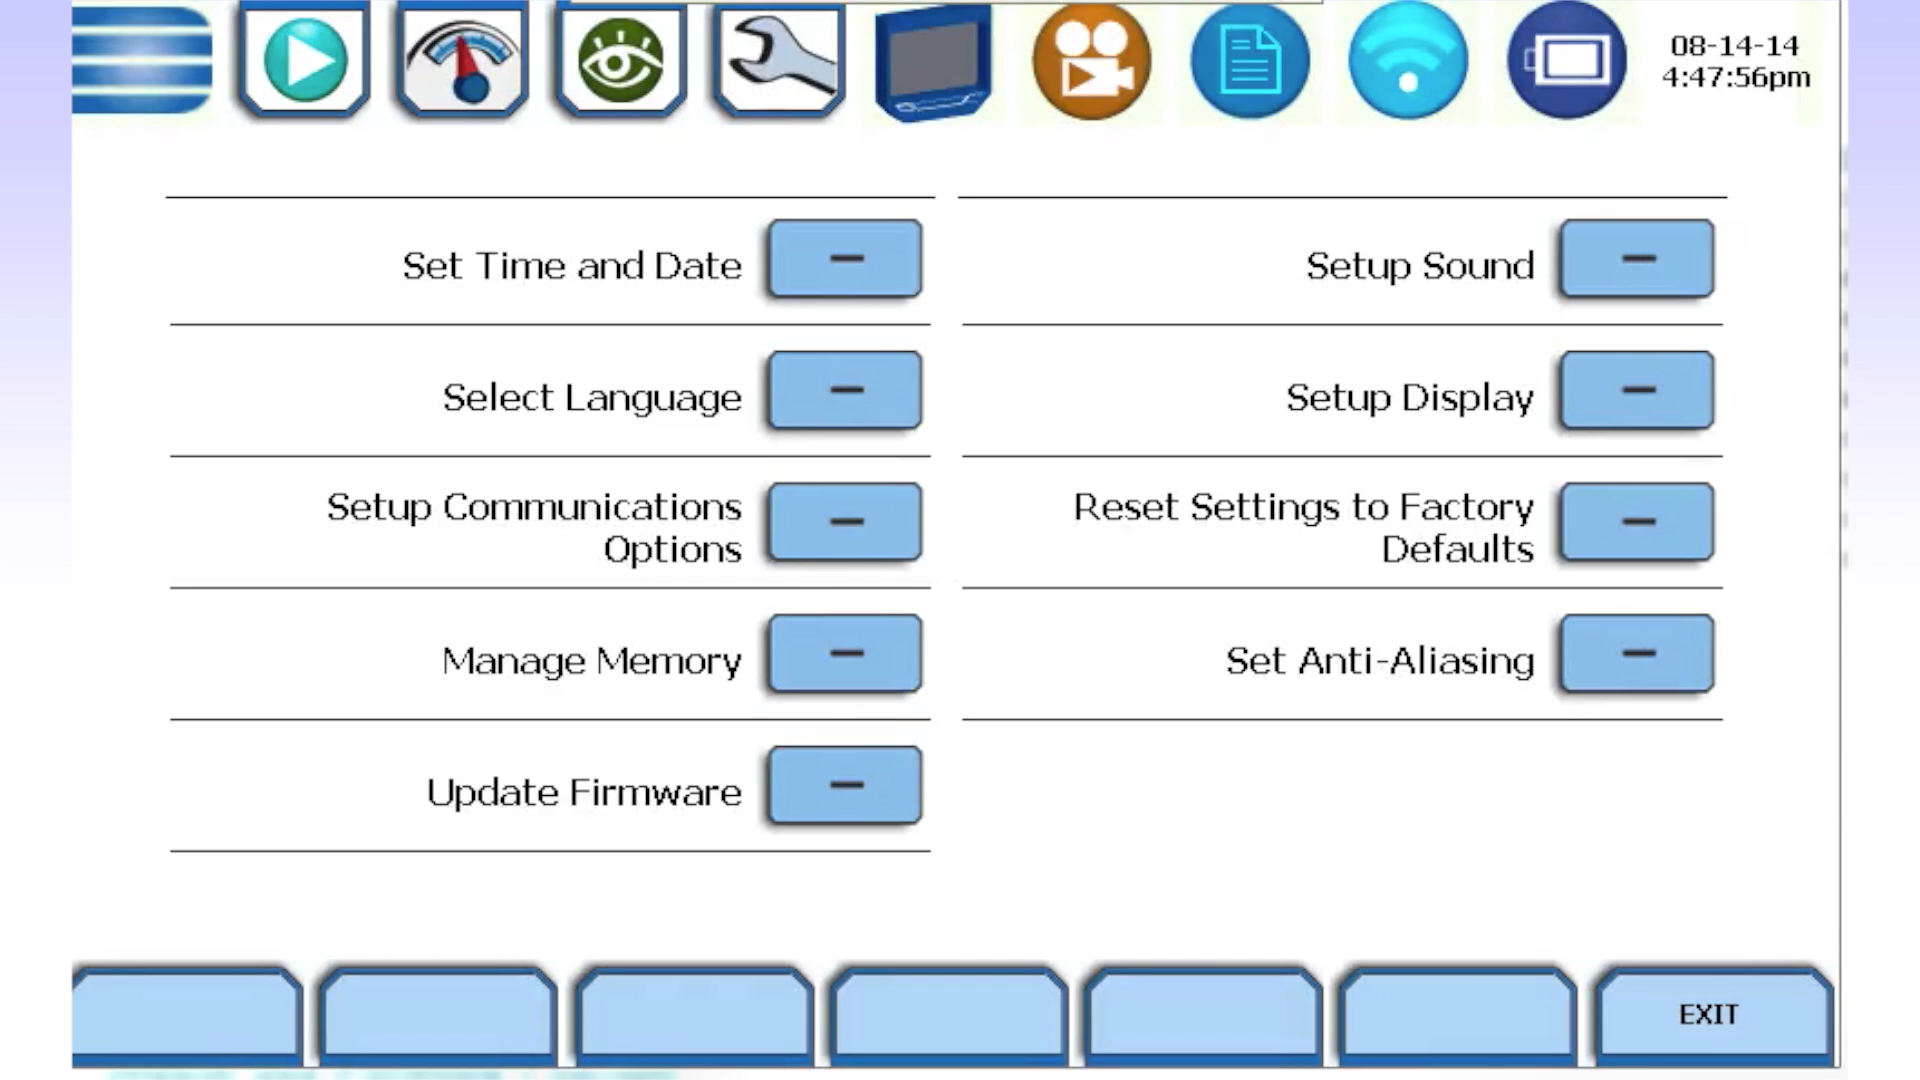 08-14-14
4:47:56pm
Set Time and Date
Setup Sound
Select Language
Setup Display
Setup Communications
Options
Reset Settings to Factory
Defaults
Manage Memory
Set Anti-Aliasing
Update Firmware
EXIT